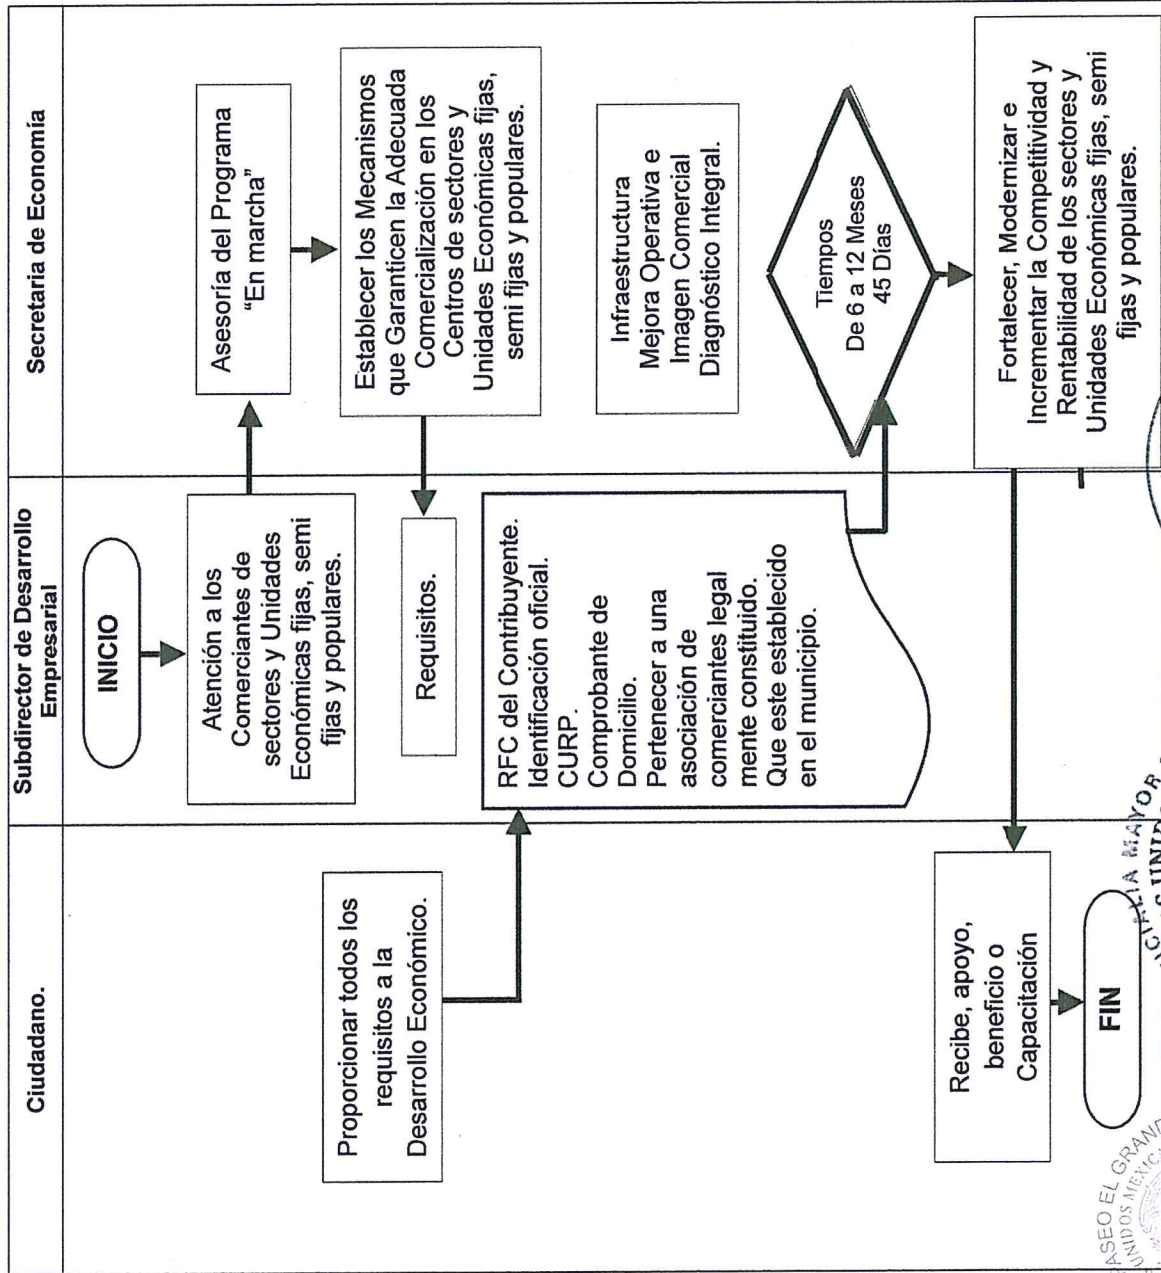 Ciudadano.
Subdirector de Desarrollo
Empresarial
Secretaria de Economía
INICIO
Atención a los
Comerciantes de
sectores y Unidades
Económicas fijas, semi
fijas y populares.
Asesoría del Programa
“En marcha”
Establecer los Mecanismos
que Garanticen la Adecuada
Comercialización en los
Centros de sectores y
Unidades Económicas fijas,
semi fijas y populares.
Requisitos.
Proporcionar todos los
requisitos a la
Desarrollo Económico.
RFC del Contribuyente.
Identificación oficial.
CURP.
Comprobante de
Domicilio.
Pertenecer a una
asociación de
comerciantes legal
mente constituido.
Que este establecido
en el municipio.
Infraestructura
Mejora Operativa e
Imagen Comercial
Diagnóstico Integral.
Tiempos
De 6 a 12 Meses
45 Días
Fortalecer, Modernizar e
Incrementar la Competitividad y
Rentabilidad de los sectores y
Unidades Económicas fijas, semi
fijas y populares.
Recibe, apoyo,
beneficio o
Capacitación
FIN
MAYOR
EL GRANDE
UNIDOS